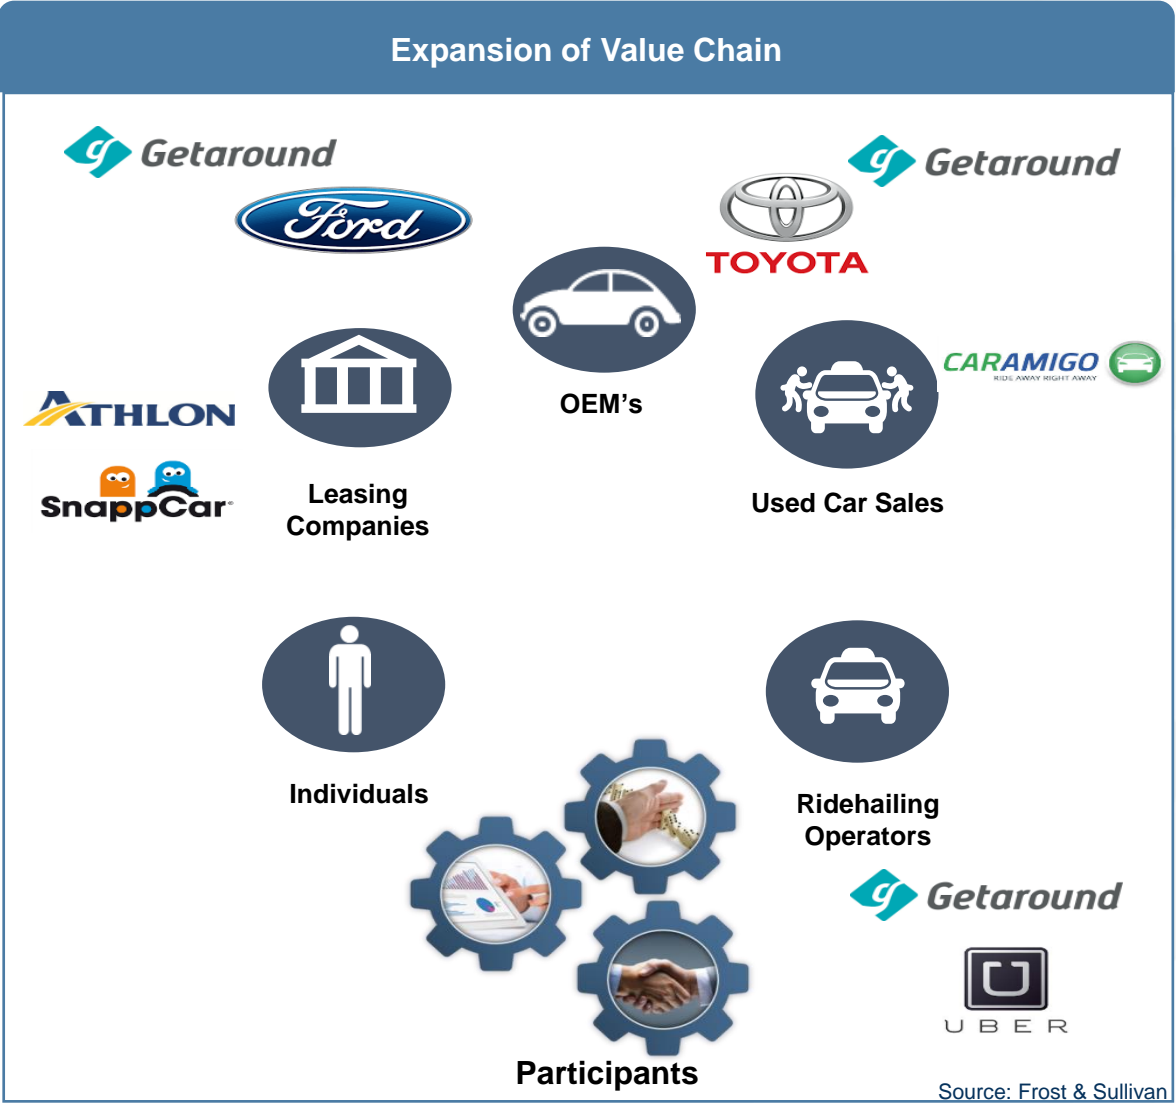 Expansion of Value Chain
Getaround
Getaround
Ford
TOYOTA
CARAMIGO
RIDE AWAY RIGHT AWAY
OEM’s
ATHLON
SnappCar
Leasing
Companies
Used Car Sales
Individuals
Ridehailing
Operators
Getaround
UBER
Participants
Source: Frost & Sullivan